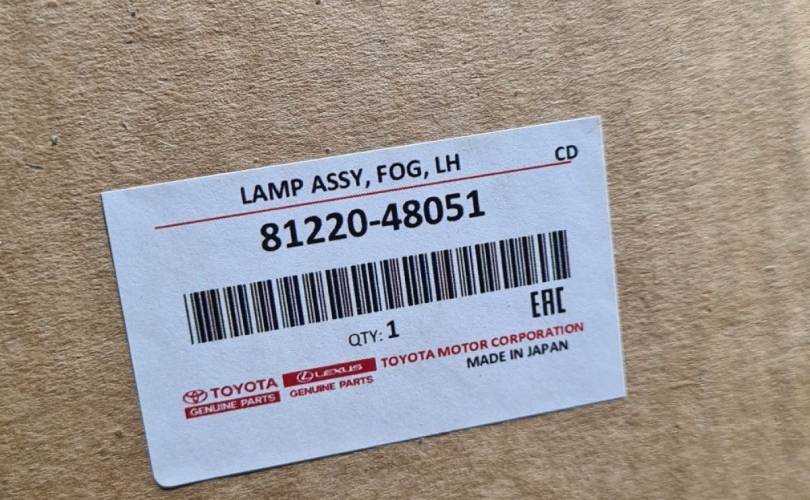 LAMP ASSY, FOG, LH CD
81220-48051
EAC
QTY: 1
TOYOTA GENUINE PARTS
LEXUS GENUINE PARTS
TOYOTA MOTOR CORPORATION
MADE IN JAPAN